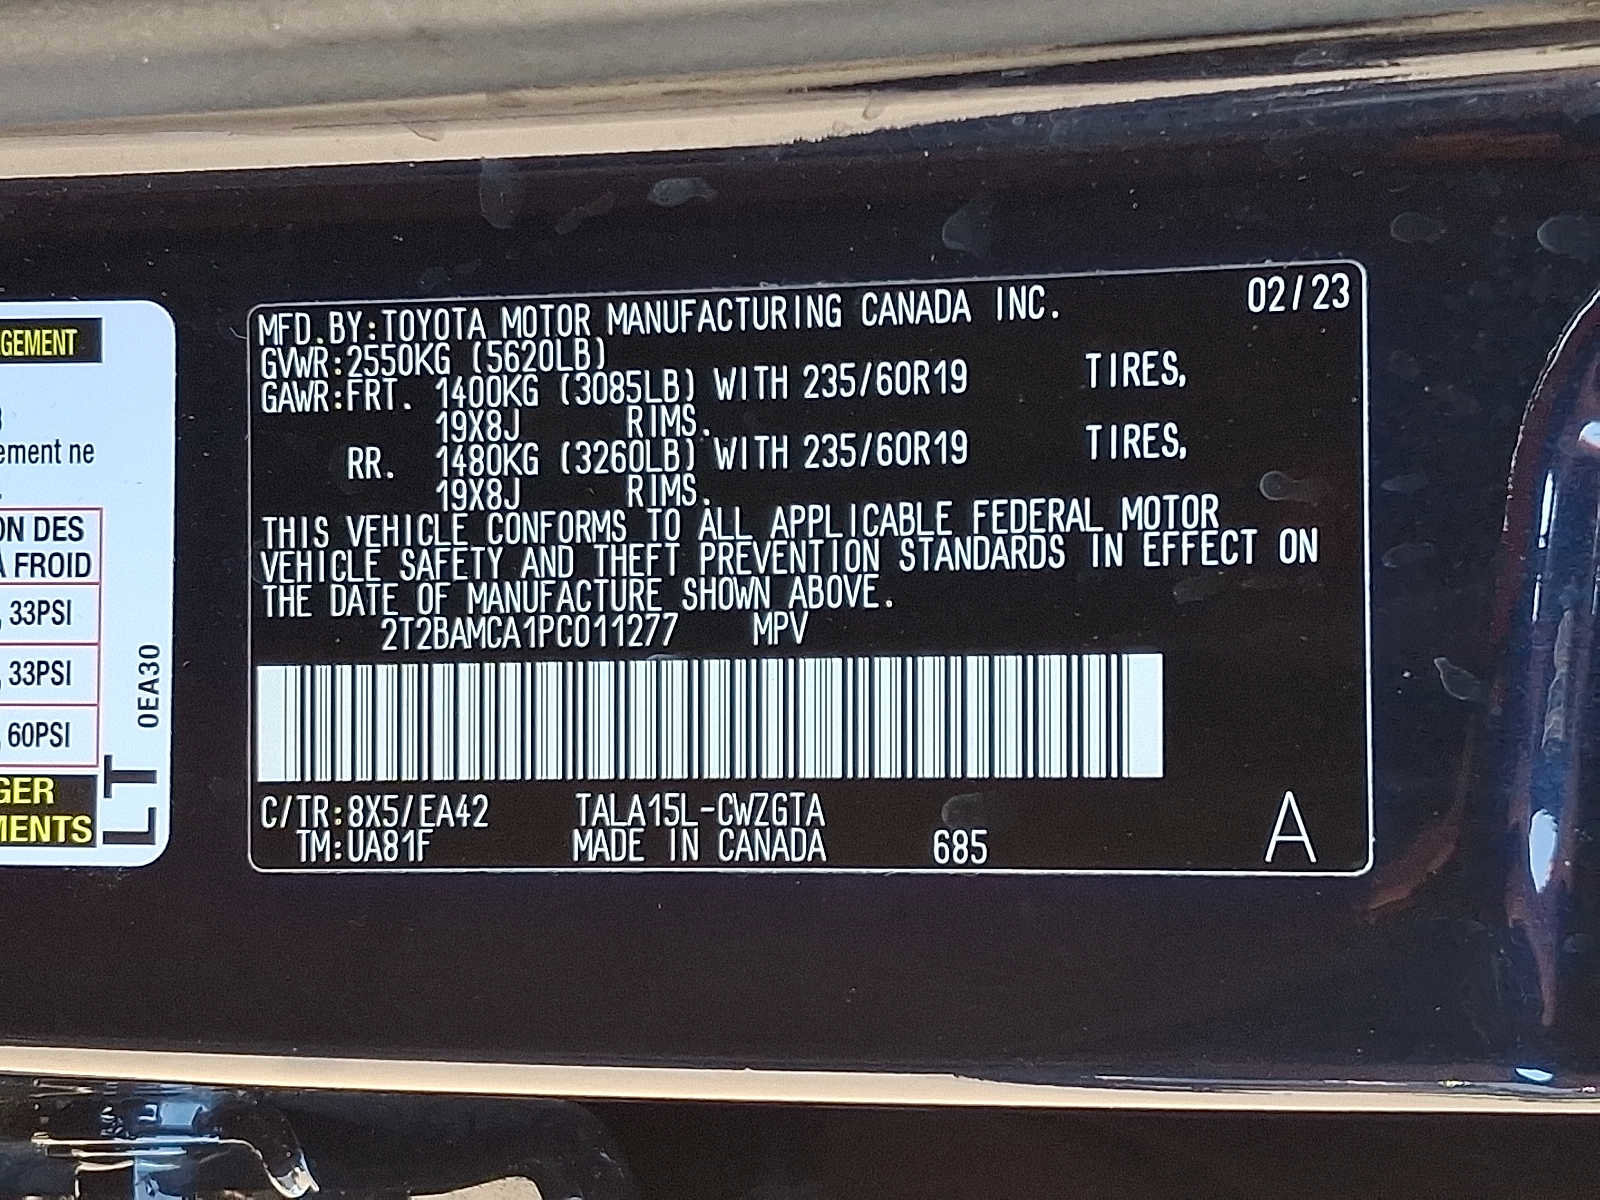 GEMENT
ement ne
ON DES
À FROID
, 33PSI
, 33PSI
, 60PSI
GER
MENTS
0EA30
LT
MFD.BY:TOYOTA MOTOR MANUFACTURING CANADA INC. 02/23
GVWR:2550KG (5620LB)
GAWR:FRT. 1400KG (3085LB) WITH 235/60R19 TIRES,
19X8J RIMS.
RR. 1480KG (3260LB) WITH 235/60R19 TIRES,
19X8J RIMS.
THIS VEHICLE CONFORMS TO ALL APPLICABLE FEDERAL MOTOR
VEHICLE SAFETY AND THEFT PREVENTION STANDARDS IN EFFECT ON
THE DATE OF MANUFACTURE SHOWN ABOVE.
2T2BAMCA1PC011277 MPV
C/TR:8X5/EA42 TALA15L-CWZGTA
TM:UA81F MADE IN CANADA 685 A